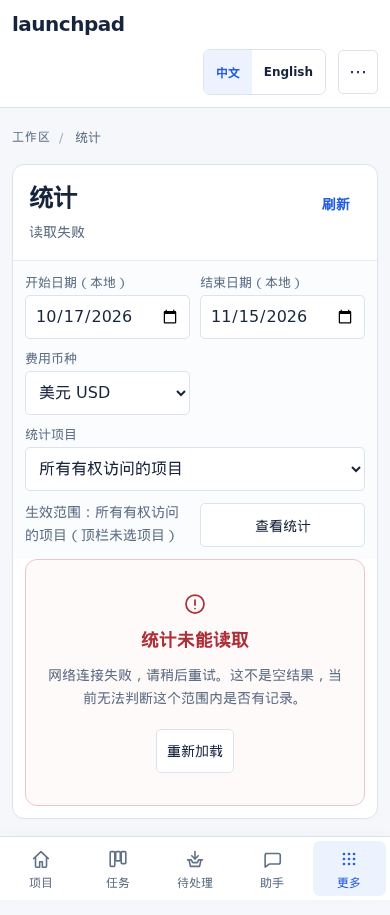 launchpad
中文 English ...
工作区 / 统计
统计
刷新
读取失败
开始日期（本地） 结束日期（本地）
10/17/2026 11/15/2026
费用币种
美元 USD
统计项目
所有有权访问的项目
生效范围：所有有权访问
的项目（顶栏未选项目）
查看统计
统计未能读取
网络连接失败，请稍后重试。这不是空结果，当
前无法判断这个范围内是否有记录。
重新加载
项目 任务 待处理 助手 更多